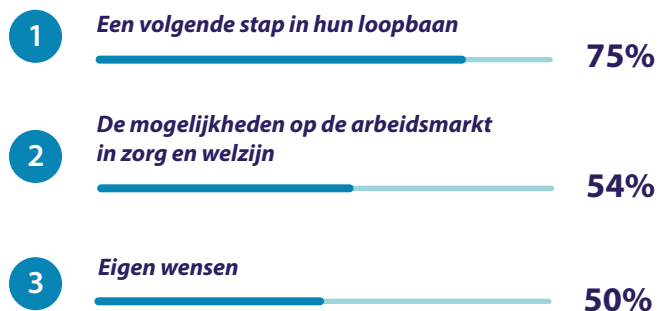 1
Een volgende stap in hun loopbaan
75%
2
De mogelijkheden op de arbeidsmarkt
in zorg en welzijn
54%
3
Eigen wensen
50%